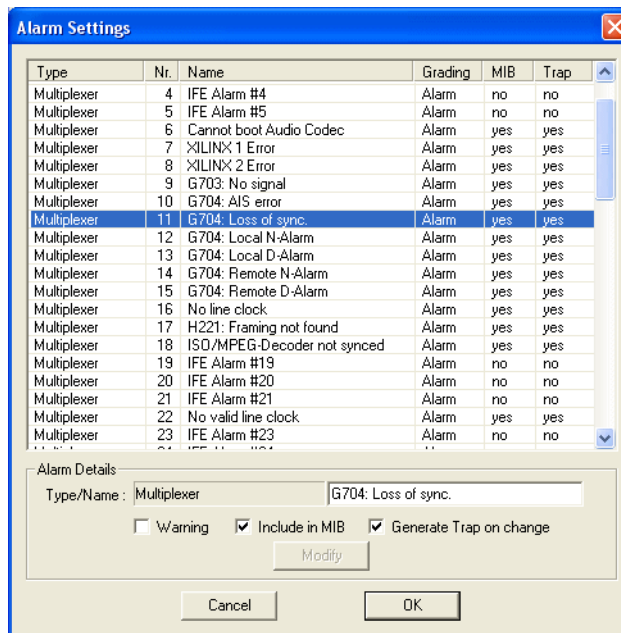 Alarm Settings
Type Nr. Name Grading MIB Trap
Multiplexer 4 IFE Alarm #4 Alarm no no
Multiplexer 5 IFE Alarm #5 Alarm no no
Multiplexer 6 Cannot boot Audio Codec Alarm yes yes
Multiplexer 7 XILINX 1 Error Alarm yes yes
Multiplexer 8 XILINX 2 Error Alarm yes yes
Multiplexer 9 G703: No signal Alarm yes yes
Multiplexer 10 G704: AIS error Alarm yes yes
Multiplexer 11 G704: Loss of sync. Alarm yes yes
Multiplexer 12 G704: Local N-Alarm Alarm yes yes
Multiplexer 13 G704: Local D-Alarm Alarm yes yes
Multiplexer 14 G704: Remote N-Alarm Alarm yes yes
Multiplexer 15 G704: Remote D-Alarm Alarm yes yes
Multiplexer 16 No line clock Alarm yes yes
Multiplexer 17 H221: Framing not found Alarm yes yes
Multiplexer 18 ISO/MPEG-Decoder not synced Alarm yes yes
Multiplexer 19 IFE Alarm #19 Alarm no no
Multiplexer 20 IFE Alarm #20 Alarm no no
Multiplexer 21 IFE Alarm #21 Alarm no no
Multiplexer 22 No valid line clock Alarm yes yes
Multiplexer 23 IFE Alarm #23 Alarm no no
Alarm Details
Type/Name : Multiplexer G704: Loss of sync.
Warning Include in MIB Generate Trap on change
Modify
Cancel OK